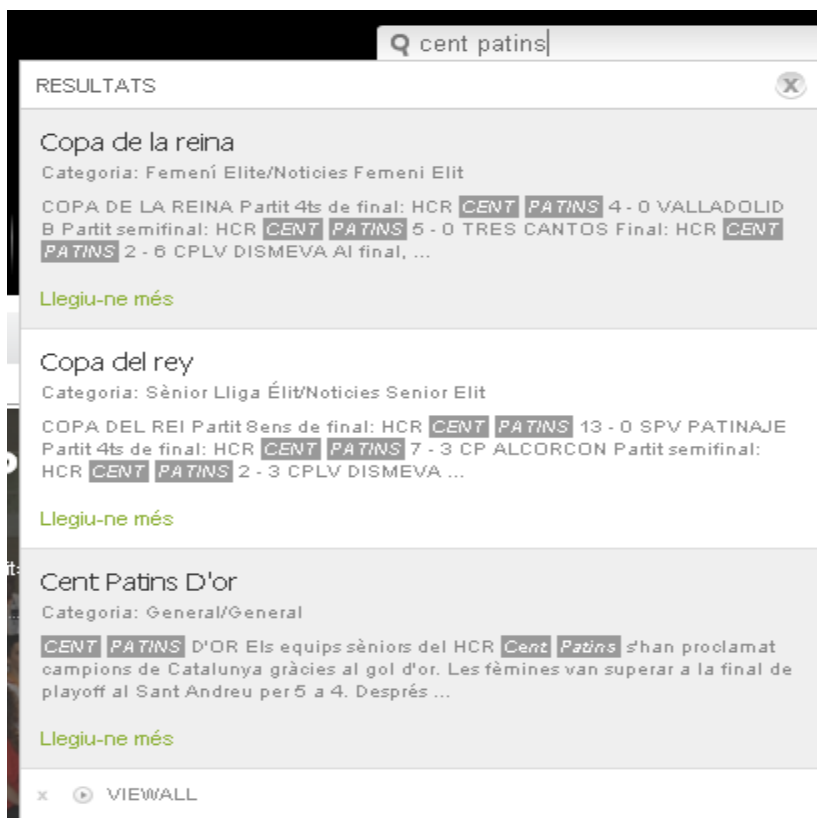 cent patins
RESULTATS
Copa de la reina
Categoria: Femení Elite/Noticies Femeni Elit
COPA DE LA REINA Partit 4ts de final: HCR CENT PATINS 4 - 0 VALLADOLID
B Partit semifinal: HCR CENT PATINS 5 - 0 TRES CANTOS Final: HCR CENT
PATINS 2 - 6 CPLV DISMEVA Al final, ...
Llegiu-ne més
Copa del rey
Categoria: Sènior Lliga Élit/Noticies Senior Elit
COPA DEL REI Partit 8ens de final: HCR CENT PATINS 13 - 0 SPV PATINAJE
Partit 4ts de final: HCR CENT PATINS 7 - 3 CP ALCORCON Partit semifinal:
HCR CENT PATINS 2 - 3 CPLV DISMEVA ...
Llegiu-ne més
Cent Patins D'or
Categoria: General/General
CENT PATINS D'OR Els equips sèniors del HCR Cent Patins s'han proclamat
campions de Catalunya gràcies al gol d'or. Les fèmines van superar a la final de
playoff al Sant Andreu per 5 a 4. Després ...
Llegiu-ne més
x VIEWALL